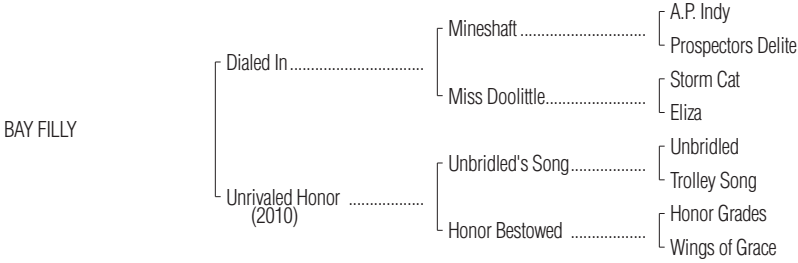 A.P. Indy
Mineshaft ..............................
Prospectors Delite
Dialed In ................................
Storm Cat
Miss Doolittle........................
Eliza
BAY FILLY
Unbridled
Unbridled's Song..................
Trolley Song
Unrivaled Honor ..................
(2010)
Honor Grades
Honor Bestowed ..................
Wings of Grace